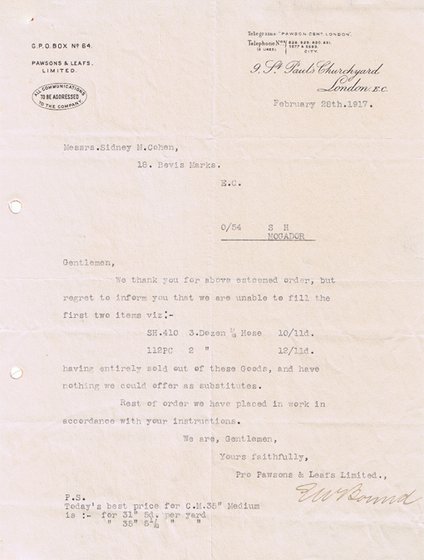 G.P.O. BOX Nº 64.
PAWSONS & LEAFS,
LIMITED.
ALL COMMUNICATIONS
TO BE ADDRESSED
TO THE COMPANY.
Telegrams "PAWSON CENT. LONDON".
Telephone Nos
CITY.
9, St Paul's Churchyard
London, E.C.
February 28th.1917.
Messrs.Sidney M.Cohen,
18. Bevis Marks.
E.C.
0/54 S H
MOGADOR
Gentlemen,
We thank you for above esteemed order, but
regret to inform you that we are unable to fill the
first two items viz:-
SH.410 3.Dozen Hose 10/11d.
112PC 2 " 12/11d.
having entirely sold out of these Goods, and have
nothing we could offer as substitutes.
Rest of order we have placed in work in
accordance with your instructions.
We are, Gentlemen,
Yours faithfully,
Pro Pawsons & Leafs Limited.,
EW Bound
P.S.
Today's best price for C.M.35" Medium
is :- for 31" 5d. per yard
" 35" 5½ " "